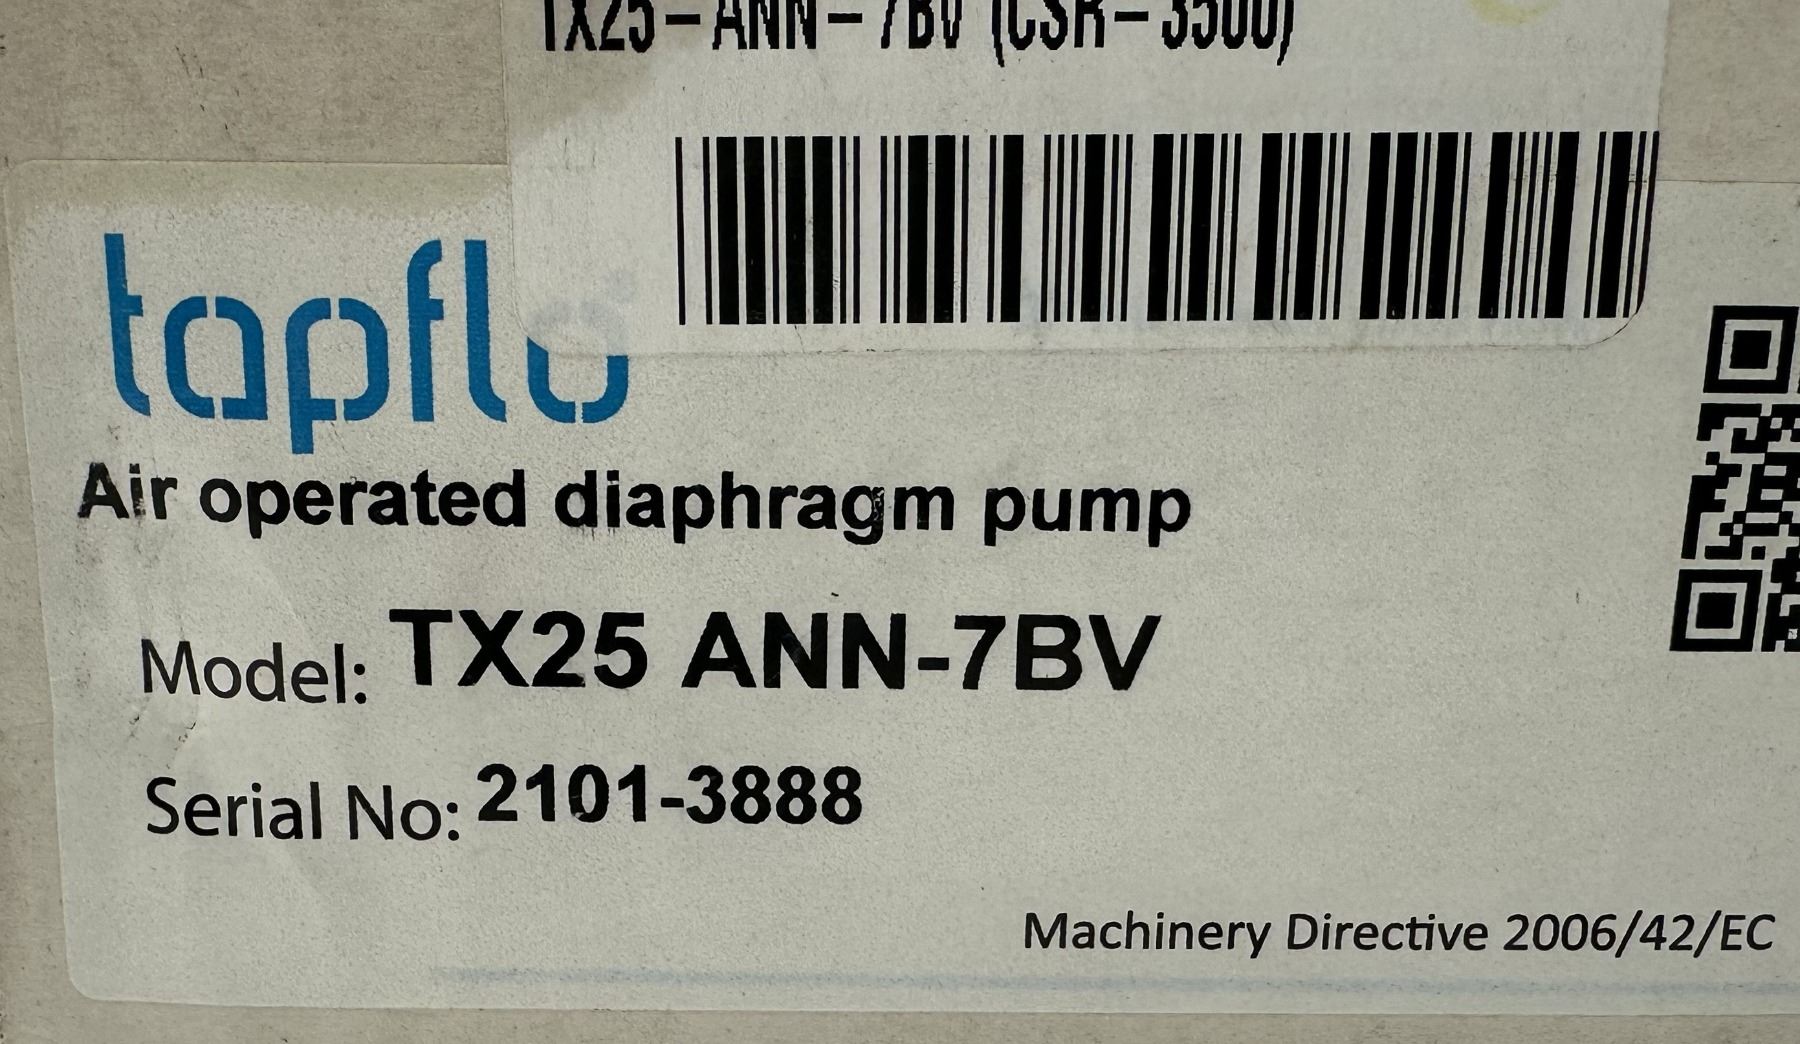 TX25-ANN-7BV (CSR-3500)
tapflo
Air operated diaphragm pump
Model: TX25 ANN-7BV
Serial No: 2101-3888
Machinery Directive 2006/42/EC